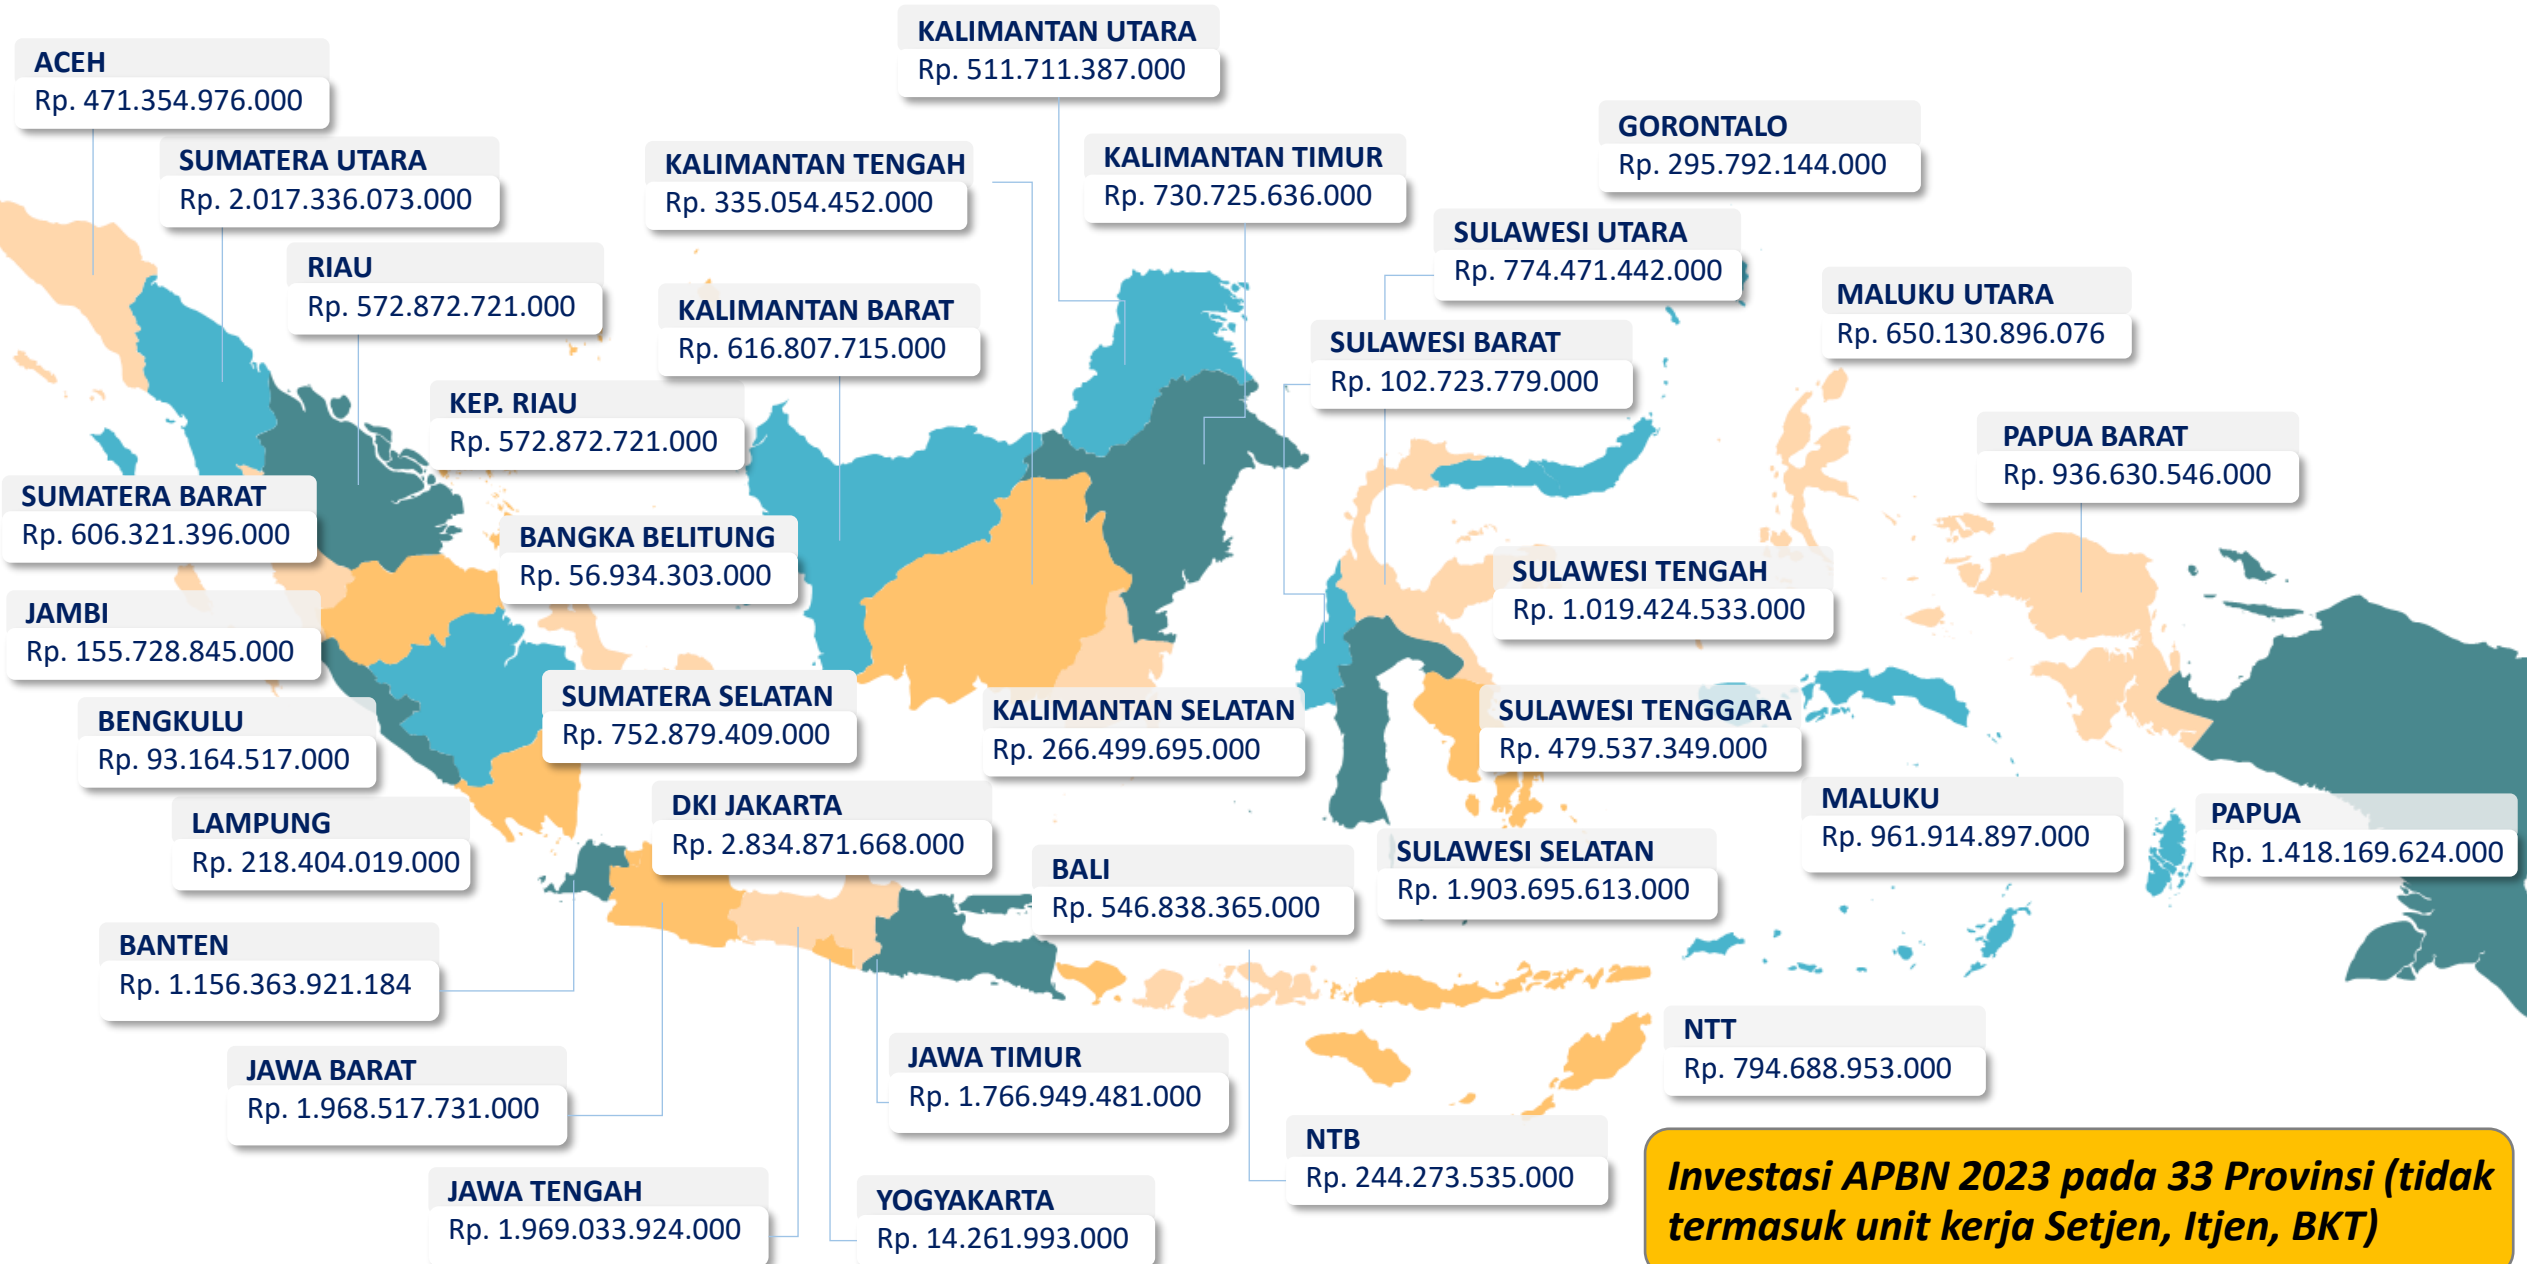 KALIMANTAN UTARA
Rp. 511.711.387.000
ACEH
Rp. 471.354.976.000
GORONTALO
Rp. 295.792.144.000
SUMATERA UTARA
Rp. 2.017.336.073.000
KALIMANTAN TENGAH
Rp. 335.054.452.000
KALIMANTAN TIMUR
Rp. 730.725.636.000
SULAWESI UTARA
Rp. 774.471.442.000
RIAU
Rp. 572.872.721.000
KALIMANTAN BARAT
Rp. 616.807.715.000
MALUKU UTARA
Rp. 650.130.896.076
SULAWESI BARAT
Rp. 102.723.779.000
KEP. RIAU
Rp. 572.872.721.000
PAPUA BARAT
Rp. 936.630.546.000
SUMATERA BARAT
Rp. 606.321.396.000
BANGKA BELITUNG
Rp. 56.934.303.000
SULAWESI TENGAH
Rp. 1.019.424.533.000
JAMBI
Rp. 155.728.845.000
SUMATERA SELATAN
Rp. 752.879.409.000
KALIMANTAN SELATAN
Rp. 266.499.695.000
SULAWESI TENGGARA
Rp. 479.537.349.000
BENGKULU
Rp. 93.164.517.000
LAMPUNG
Rp. 218.404.019.000
DKI JAKARTA
Rp. 2.834.871.668.000
MALUKU
Rp. 961.914.897.000
PAPUA
Rp. 1.418.169.624.000
BALI
Rp. 546.838.365.000
SULAWESI SELATAN
Rp. 1.903.695.613.000
BANTEN
Rp. 1.156.363.921.184
NTT
Rp. 794.688.953.000
JAWA BARAT
Rp. 1.968.517.731.000
JAWA TIMUR
Rp. 1.766.949.481.000
NTB
Rp. 244.273.535.000
JAWA TENGAH
Rp. 1.969.033.924.000
YOGYAKARTA
Rp. 14.261.993.000
Investasi APBN 2023 pada 33 Provinsi (tidak
termasuk unit kerja Setjen, Itjen, BKT)